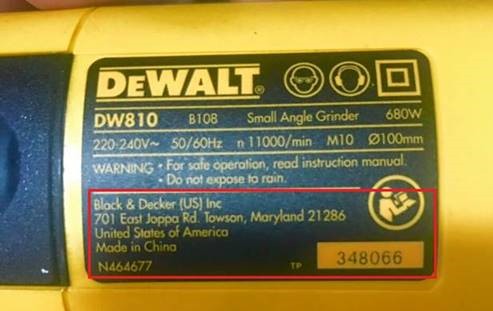 DEWALT®
DW810 B108 Small Angle Grinder 680W
220-240V~ 50/60Hz n 11000/min M10 Ø100mm
WARNING • For safe operation, read instruction manual.
• Do not expose to rain.
Black & Decker (US) Inc
701 East Joppa Rd. Towson, Maryland 21286
United States of America
Made in China
N464677 TP 348066